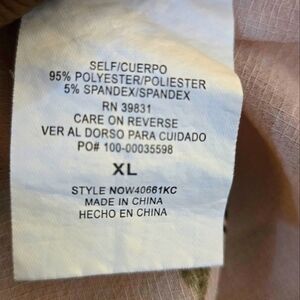 SELF/CUERPO
95% POLYESTER/POLIESTER
5% SPANDEX/SPANDEX
RN 39831
CARE ON REVERSE
VER AL DORSO PARA CUIDADO
PO# 100-00035598
XL
STYLE NOW40661KC
MADE IN CHINA
HECHO EN CHINA